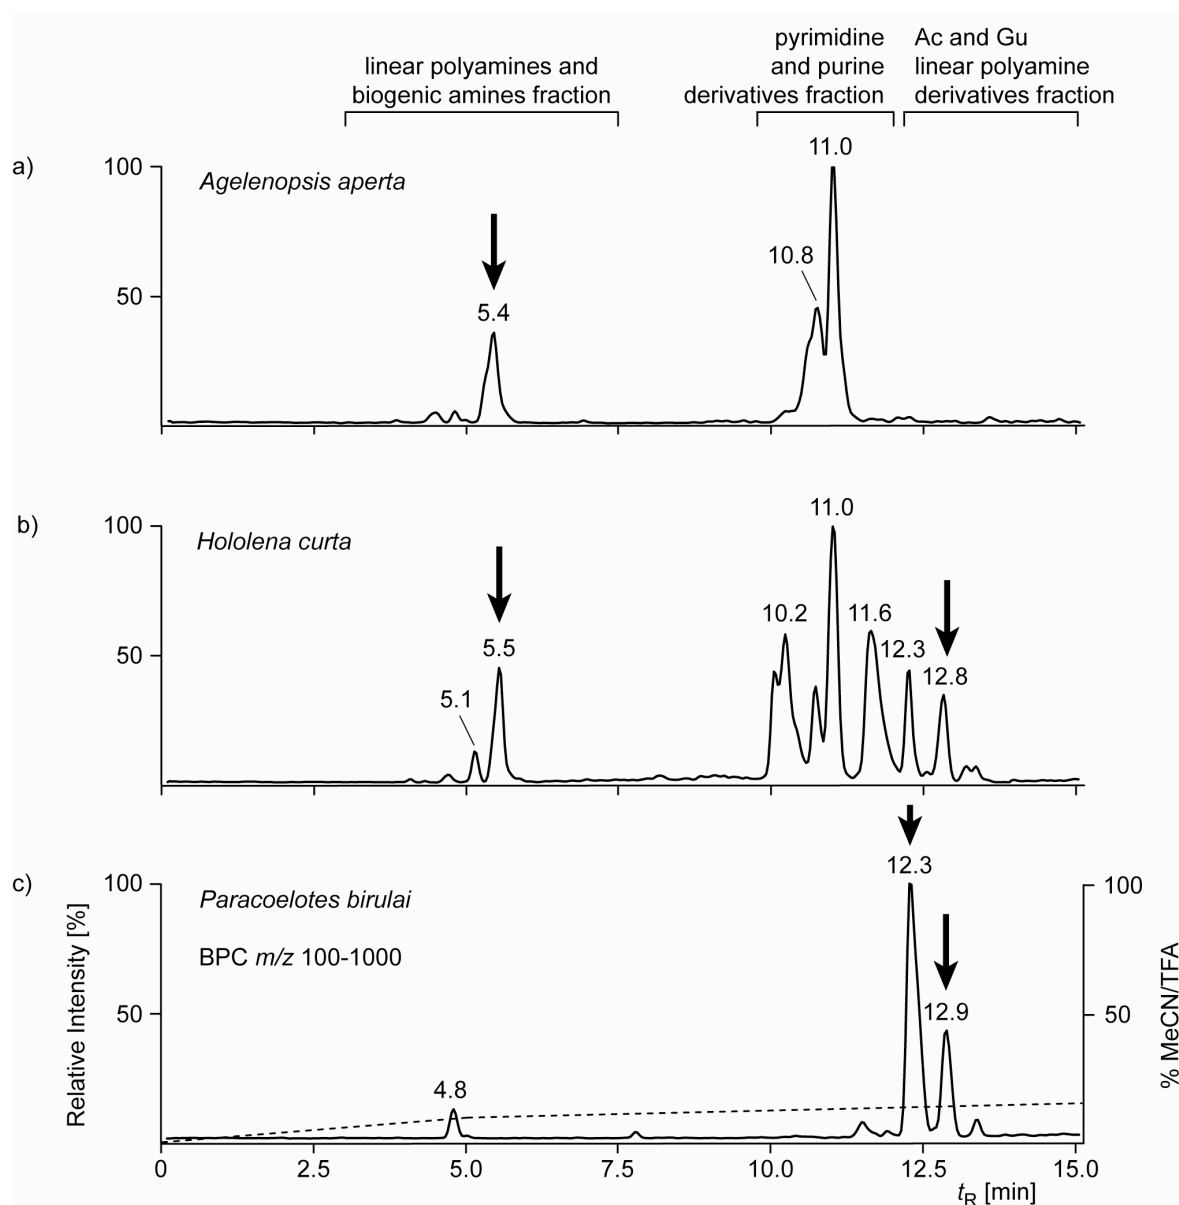 linear polyamines and
biogenic amines fraction
pyrimidine
and purine
derivatives fraction
Ac and Gu
linear polyamine
derivatives fraction
a)
100
50
Agelenopsis aperta
5.4
10.8
11.0
b)
100
50
Hololena curta
5.1
5.5
10.2
11.0
11.6
12.3
12.8
c)
100
50
Relative Intensity [%]
Paracoelotes birulai
BPC m/z 100-1000
4.8
12.3
12.9
100
50
% MeCN/TFA
0
2.5
5.0
7.5
10.0
12.5
15.0
tR [min]